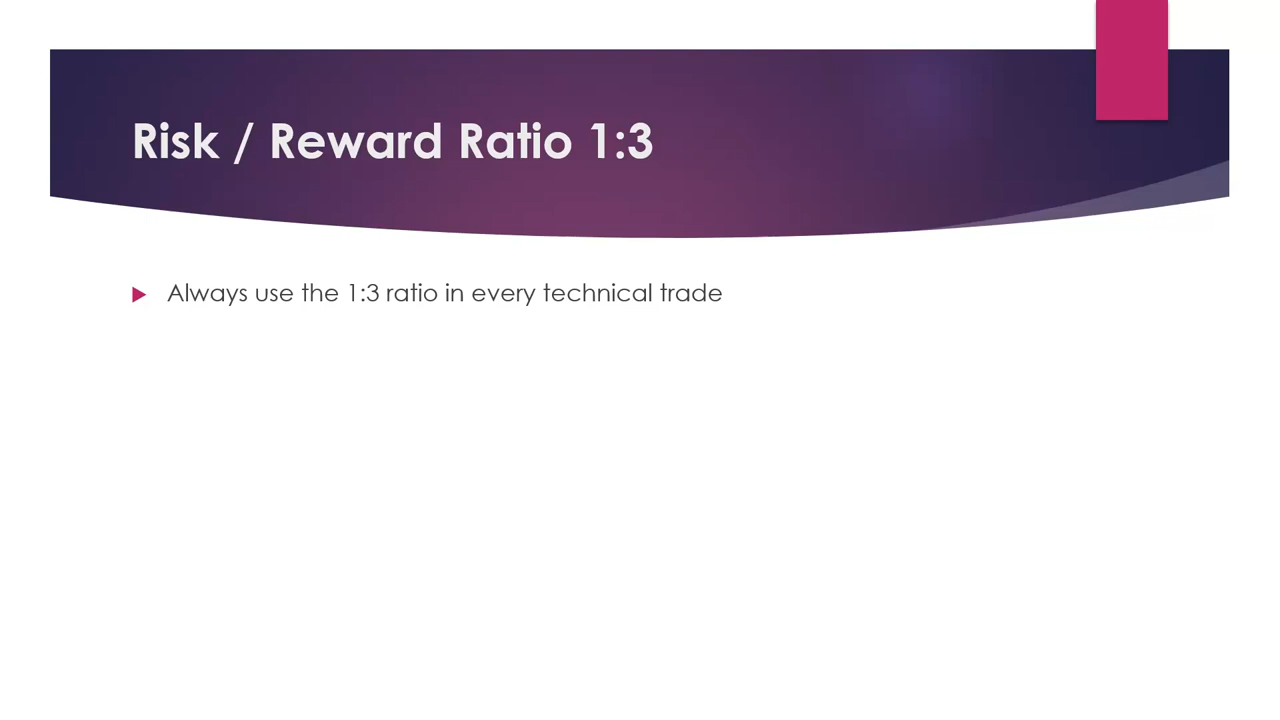 Risk / Reward Ratio 1:3
Always use the 1:3 ratio in every technical trade